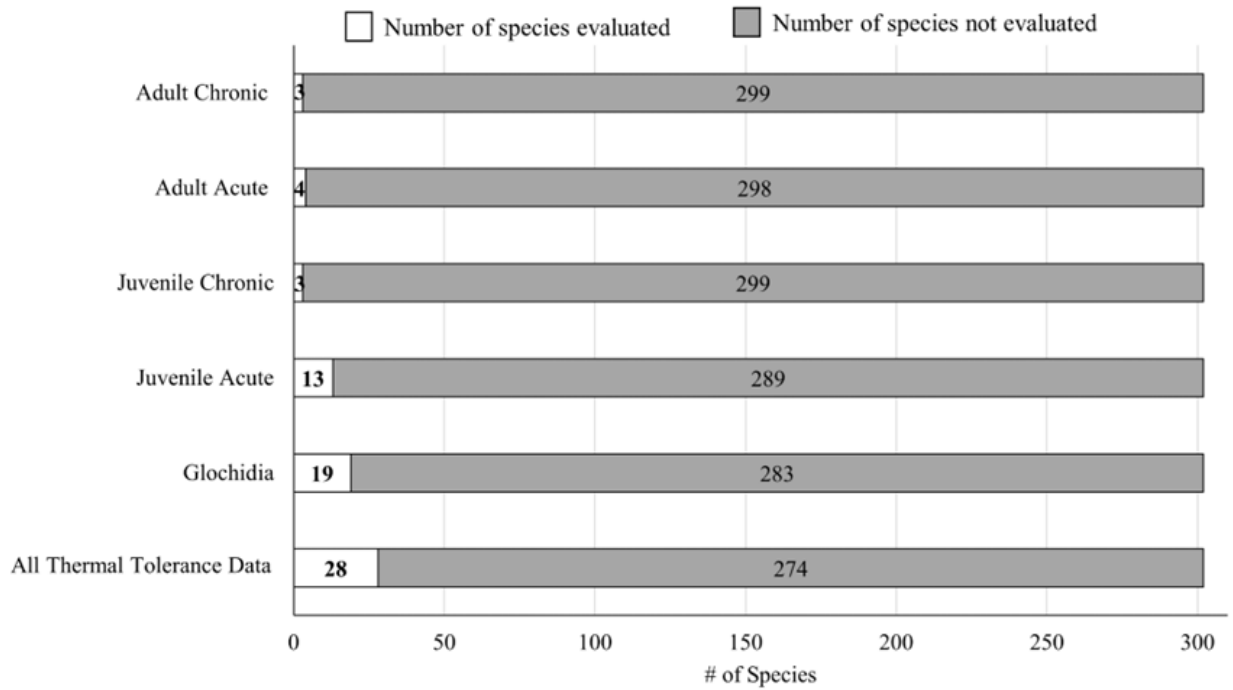 Number of species evaluated
Number of species not evaluated
Adult Chronic 3 299
Adult Acute 4 298
Juvenile Chronic 3 299
Juvenile Acute 13 289
Glochidia 19 283
All Thermal Tolerance Data 28 274
0 50 100 150 200 250 300
# of Species